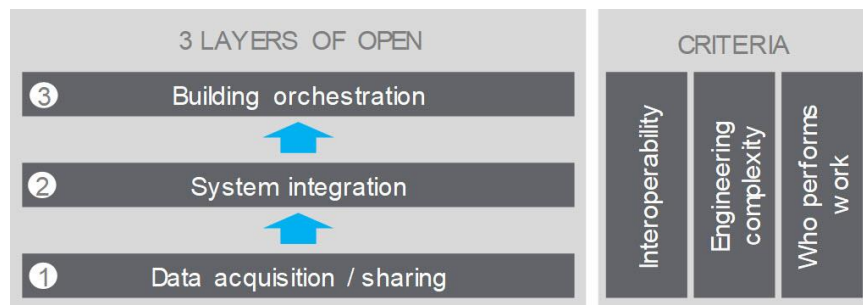 3 LAYERS OF OPEN
3 Building orchestration
2 System integration
1 Data acquisition / sharing
CRITERIA
Interoperability
Engineering
complexity
Who performs
work